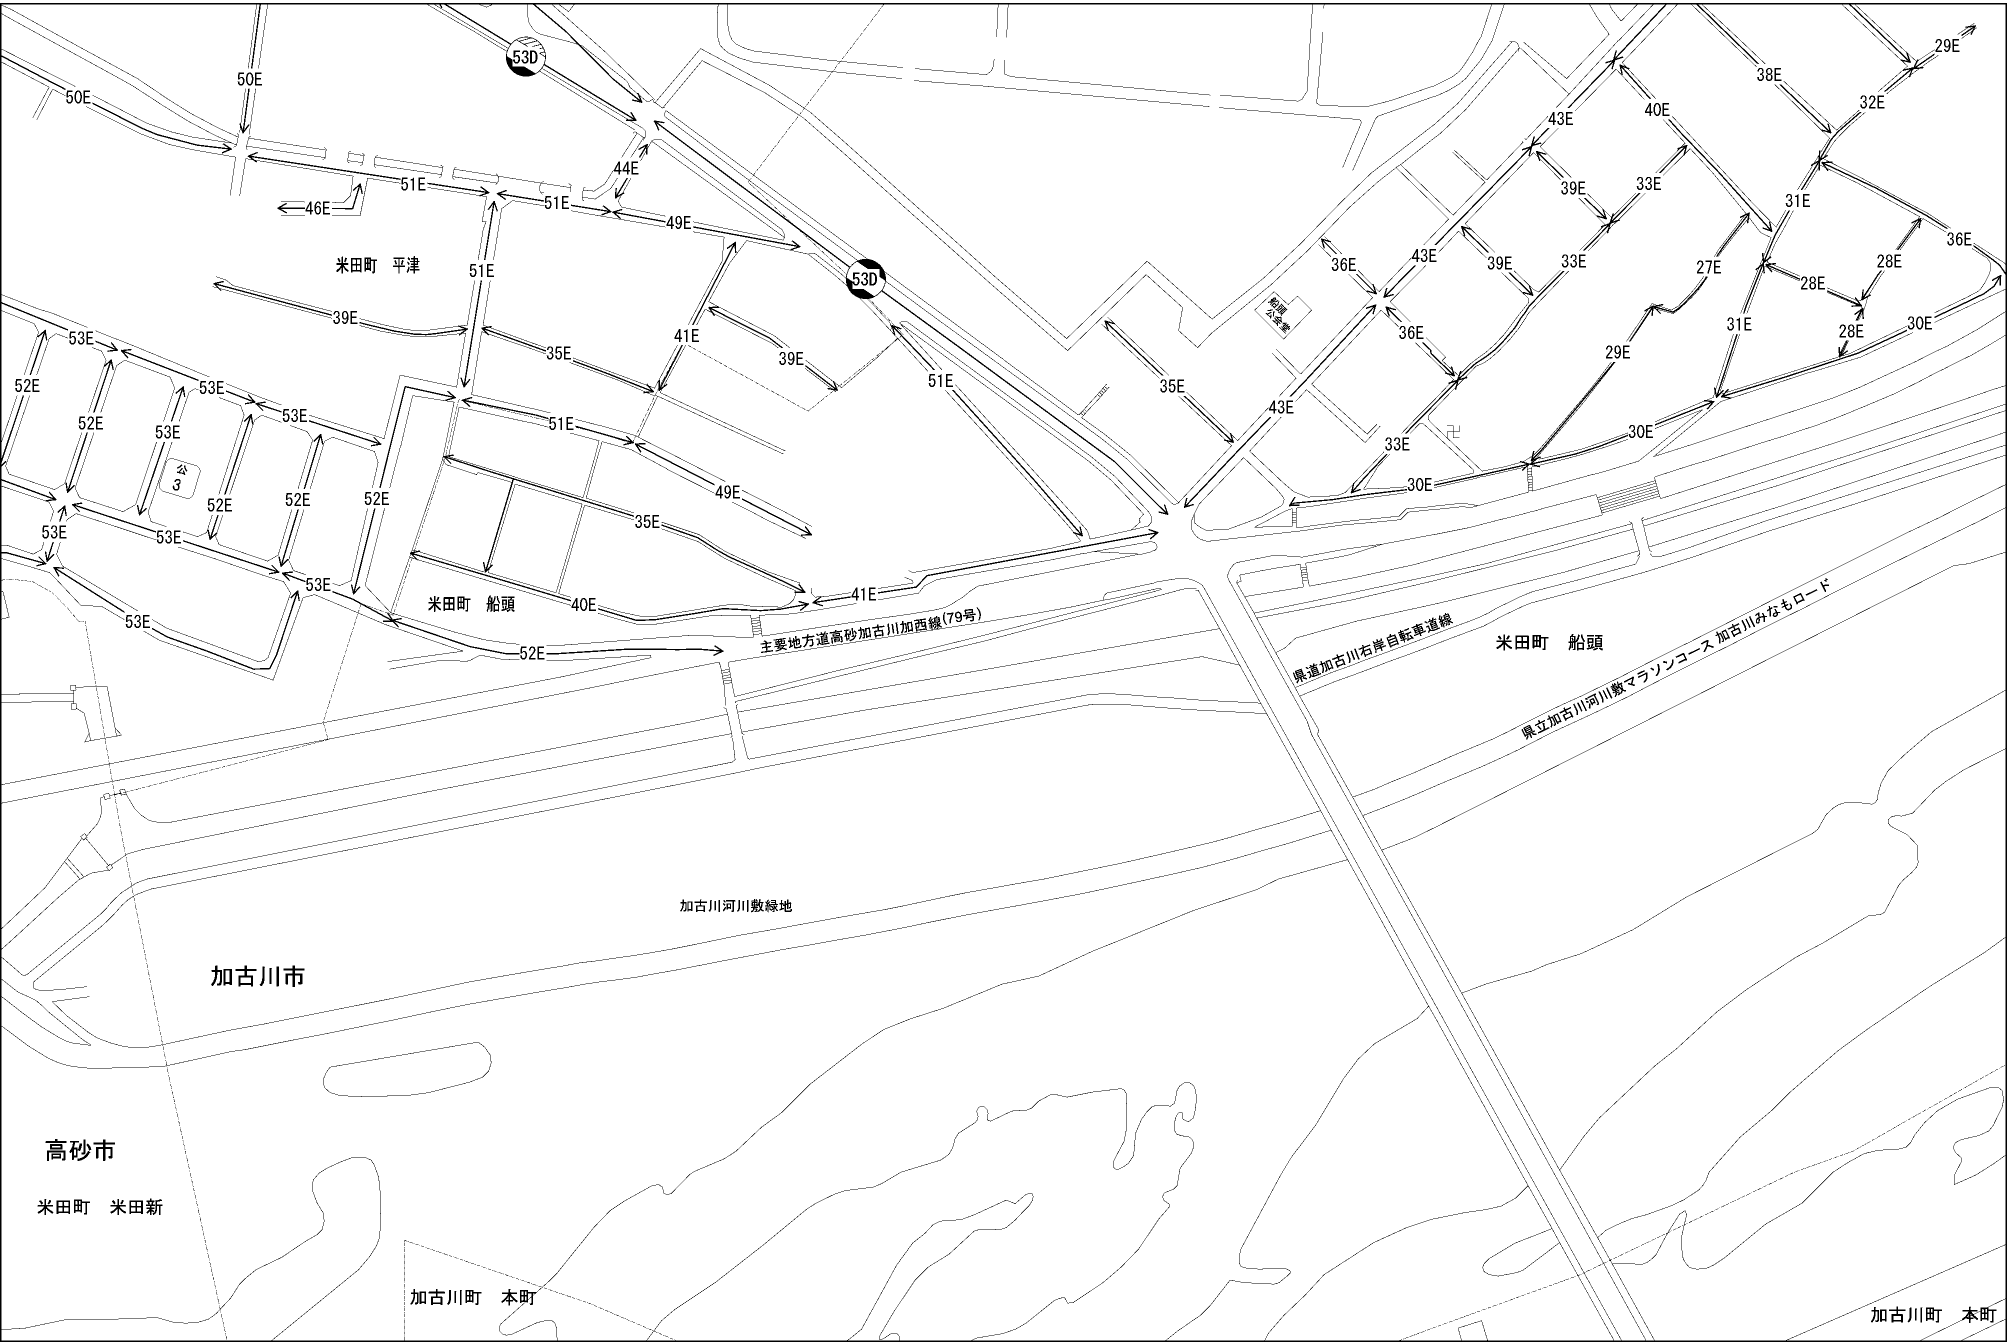 29E
53D
50E
38E
50E
32E
40E
43E
44E
51E
39E
33E
51E
31E
46E
49E
43E
36E
米田町　平津
36E
39E
33E
27E
28E
51E
53D
28E
船頭
公会堂
39E
30E
31E
28E
41E
36E
53E
35E
39E
29E
51E
35E
52E
53E
43E
53E
51E
52E
53E
30E
33E
公
3
52E
52E
52E
49E
30E
35E
53E
53E
53E
41E
米田町　船頭
40E
53E
主要地方道高砂加古川加西線(79号)
52E
県道加古川右岸自転車道線
米田町　船頭
県立加古川河川敷マラソンコース 加古川みなもロード
加古川河川敷緑地
加古川市
高砂市
米田町　米田新
加古川町　本町
加古川町　本町